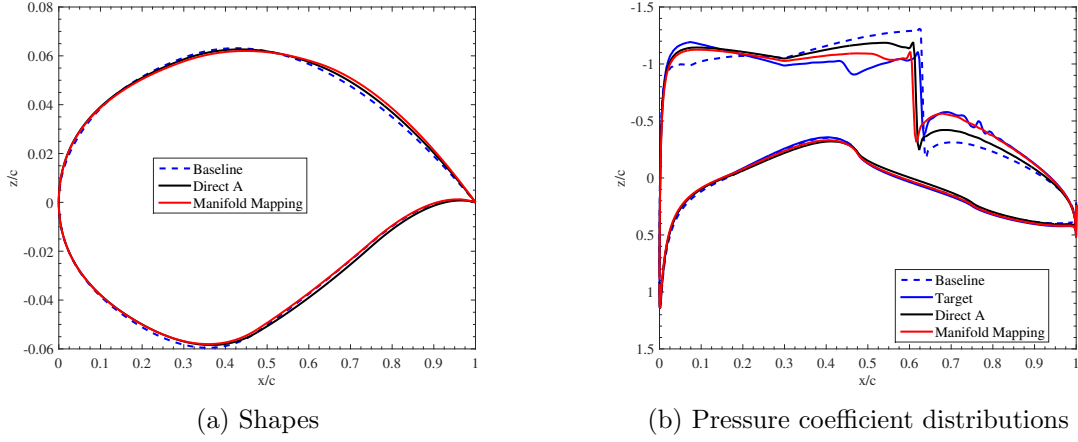 0.08
0.06
0.04
0.02
0
-0.02
-0.04
-0.06
z/c
0 0.1 0.2 0.3 0.4 0.5 0.6 0.7 0.8 0.9 1
x/c
Baseline
Direct A
Manifold Mapping
(a) Shapes
-1.5
-1
-0.5
0
0.5
1
1.5
z/c
0 0.1 0.2 0.3 0.4 0.5 0.6 0.7 0.8 0.9 1
x/c
Baseline
Target
Direct A
Manifold Mapping
(b) Pressure coefficient distributions